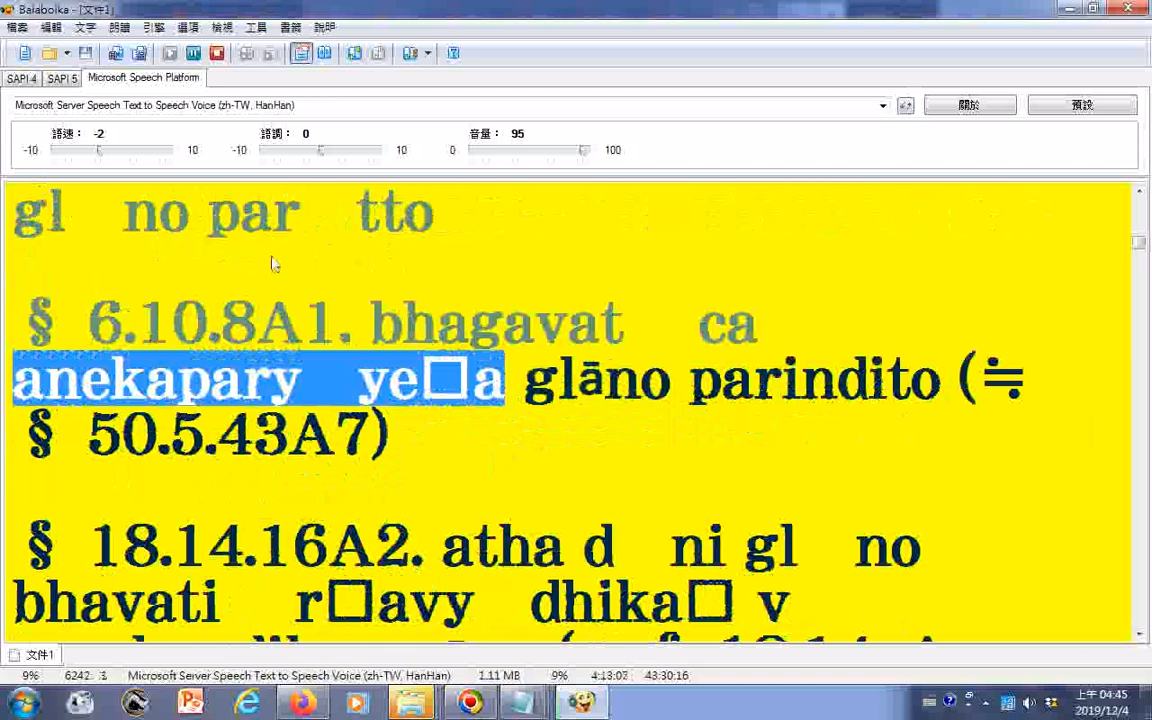 Balabolka - [文件1]
檔案 編輯 文字 朗讀 引擎 選項 檢視 工具 書籤 說明
SAPI 4 SAPI 5 Microsoft Speech Platform
Microsoft Server Speech Text to Speech Voice (zh-TW, HanHan)
關於 預設
語速： -2 語調： 0 音量： 95
-10 10 -10 10 0 100
gl no par tto
§ 6.10.8A1. bhagavat ca
anekapary ye□a glāno parindito (≒
§ 50.5.43A7)
§ 18.14.16A2. atha d ni gl no
bhavati r□avy dhika□ v
文件1
9% 6242 Microsoft Server Speech Text to Speech Voice (zh-TW, HanHan) 1.11 MB 9% 4:13:07 43:30:16
上午 04:45
2019/12/4